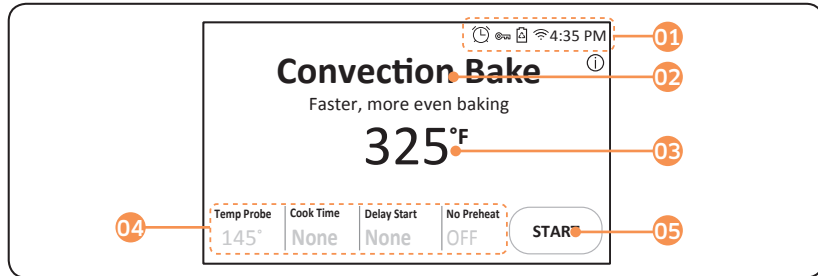 4:35 PM
01
Convection Bake
02
Faster, more even baking
325°F
03
Temp Probe Cook Time Delay Start No Preheat
145° None None OFF
04
START
05